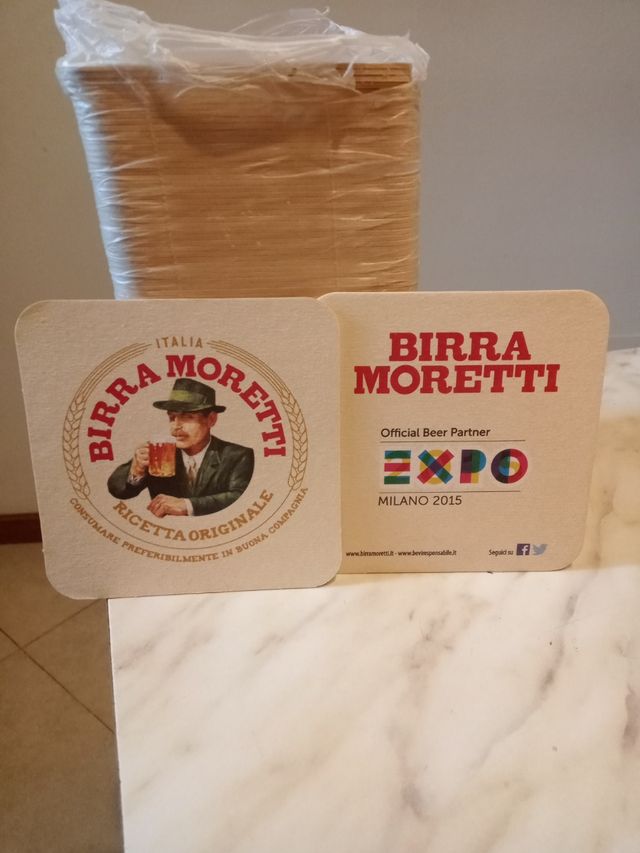 ITALIA
BIRRA MORETTI
RICETTA ORIGINALE
CONSUMARE PREFERIBILMENTE IN BUONA COMPAGNIA
BIRRA
MORETTI
Official Beer Partner
EXPO
MILANO 2015
www.birramoretti.it - www.beviresponsabile.it
Seguici su